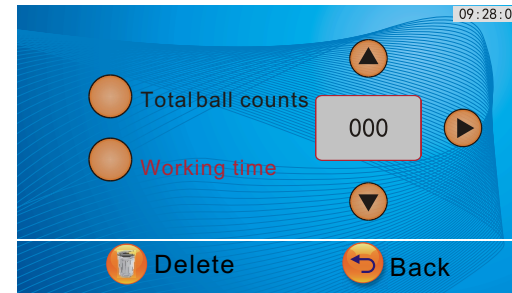 09:28:0
Total ball counts
000
Working time
Delete
Back